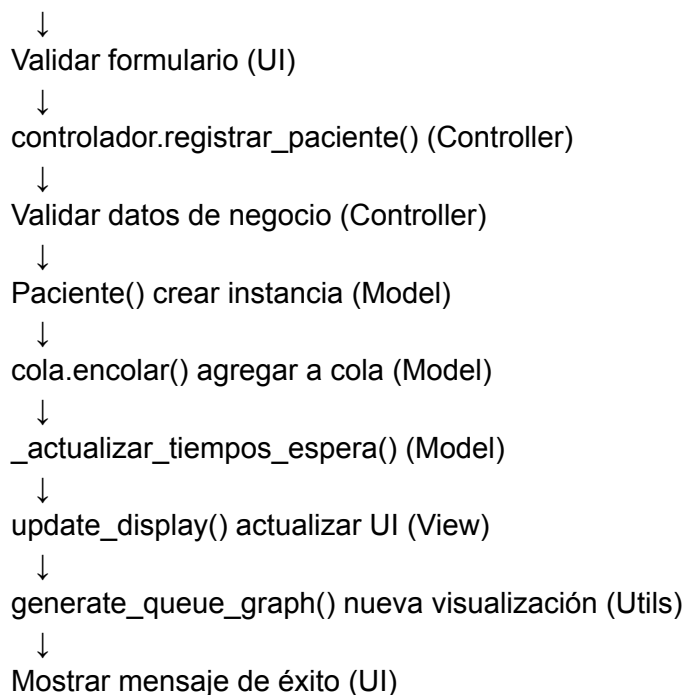 ↓
Validar formulario (UI)
↓
controlador.registrar_paciente() (Controller)
↓
Validar datos de negocio (Controller)
↓
Paciente() crear instancia (Model)
↓
cola.encolar() agregar a cola (Model)
↓
_actualizar_tiempos_espera() (Model)
↓
update_display() actualizar UI (View)
↓
generate_queue_graph() nueva visualización (Utils)
↓
Mostrar mensaje de éxito (UI)